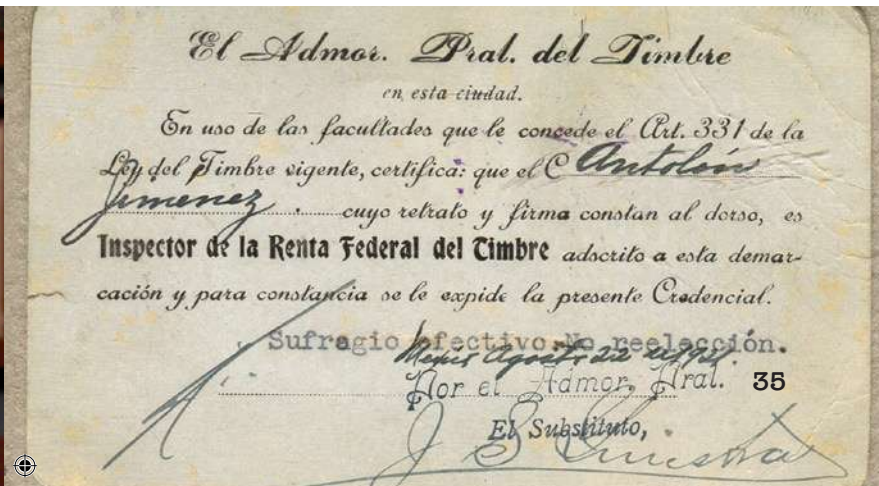 El Admor. Pral. del Timbre
en esta ciudad.
En uso de las facultades que le concede el Art. 331 de la
Ley del Timbre vigente, certifica: que el C Antolín
Jimenez . cuyo retrato y firma constan al dorso, es
Inspector de la Renta Federal del Timbre adscrito a esta demar-
cación y para constancia se le expide la presente Credencial.
Sufragio efectivo. No reelección.
Mexico Agosto 22
Por el Admor. Pral. 35
El Substituto,